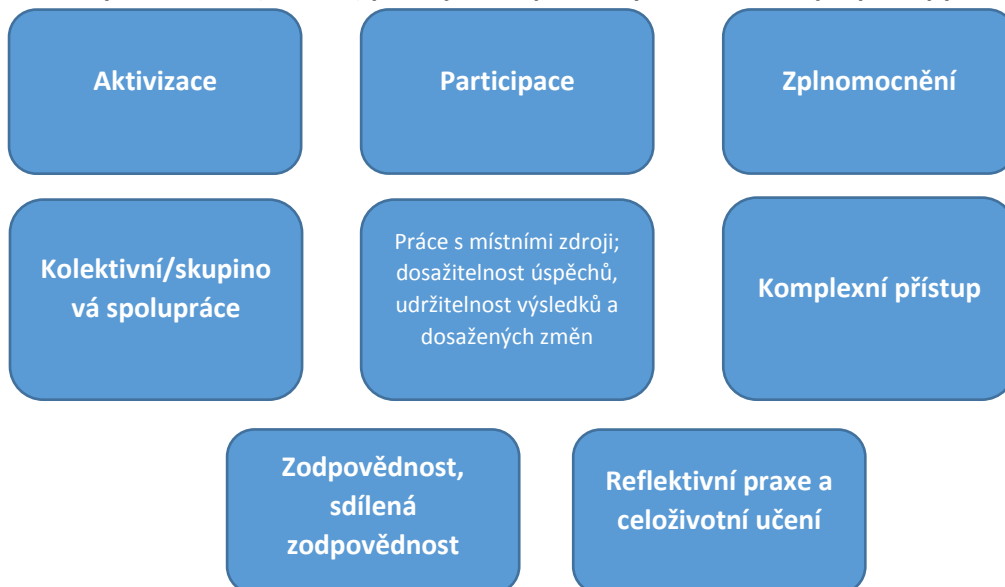 Aktivizace
Participace
Zplnomocnění
Kolektivní/skupino
vá spolupráce
Práce s místními zdroji;
dosažitelnost úspěchů,
udržitelnost výsledků a
dosažených změn
Komplexní přístup
Zodpovědnost,
sdílená
zodpovědnost
Reflektivní praxe a
celoživotní učení